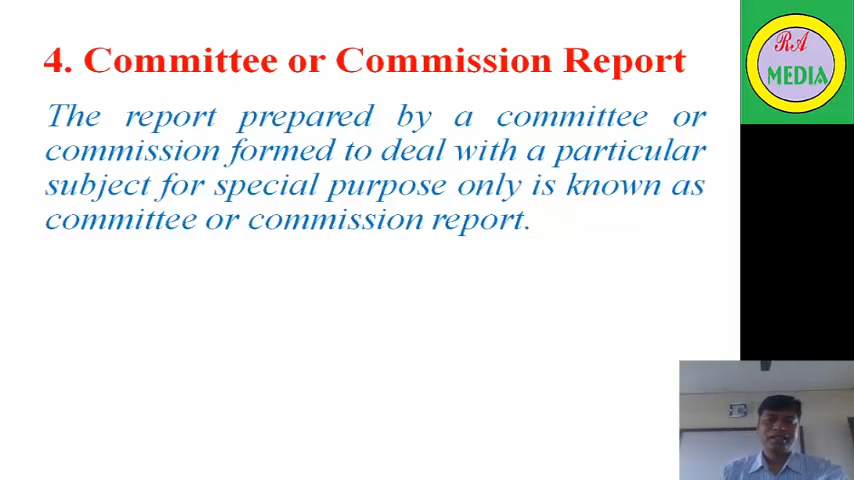 4. Committee or Commission Report
The report prepared by a committee or
commission formed to deal with a particular
subject for special purpose only is known as
committee or commission report.
RA
MEDIA